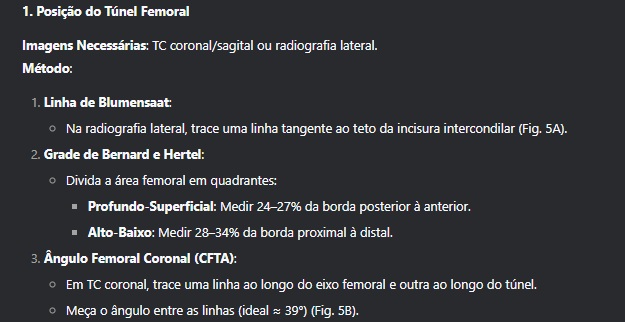 1. Posição do Túnel Femoral
Imagens Necessárias: TC coronal/sagital ou radiografia lateral.
Método:
1. Linha de Blumensaat:
○ Na radiografia lateral, trace uma linha tangente ao teto da incisura intercondilar (Fig. 5A).
2. Grade de Bernard e Hertel:
○ Divida a área femoral em quadrantes:
■ Profundo-Superficial: Medir 24–27% da borda posterior à anterior.
■ Alto-Baixo: Medir 28–34% da borda proximal à distal.
3. Ângulo Femoral Coronal (CFTA):
○ Em TC coronal, trace uma linha ao longo do eixo femoral e outra ao longo do túnel.
○ Meça o ângulo entre as linhas (ideal ≈ 39°) (Fig. 5B).